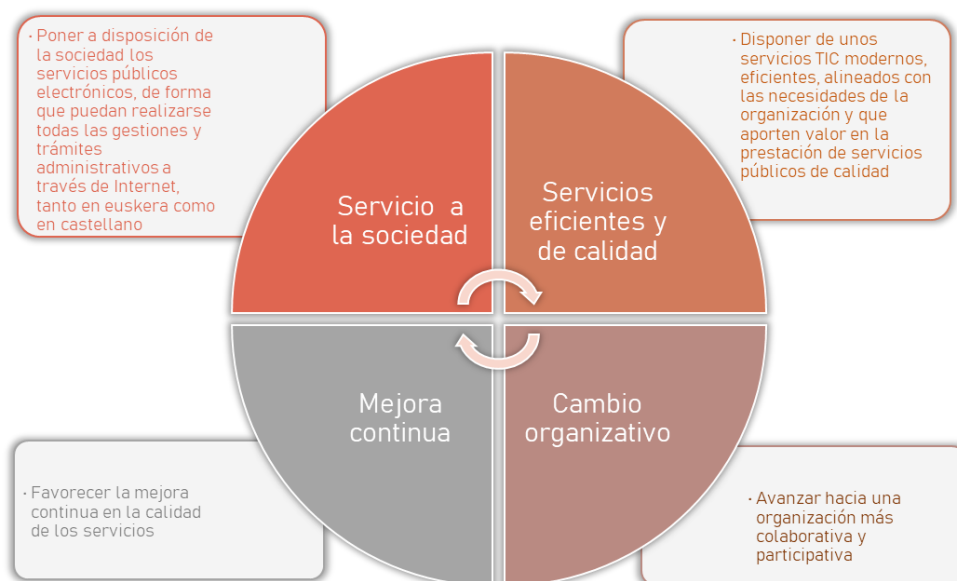 · Poner a disposición de
la sociedad los
servicios públicos
electrónicos, de forma
que puedan realizarse
todas las gestiones y
trámites
administrativos a
través de Internet,
tanto en euskera como
en castellano
· Disponer de unos
servicios TIC modernos,
eficientes, alineados con
las necesidades de la
organización y que
aporten valor en la
prestación de servicios
públicos de calidad
Servicio a
la sociedad
Servicios
eficientes y
de calidad
Mejora
continua
Cambio
organizativo
· Favorecer la mejora
continua en la calidad
de los servicios
· Avanzar hacia una
organización más
colaborativa y
participativa